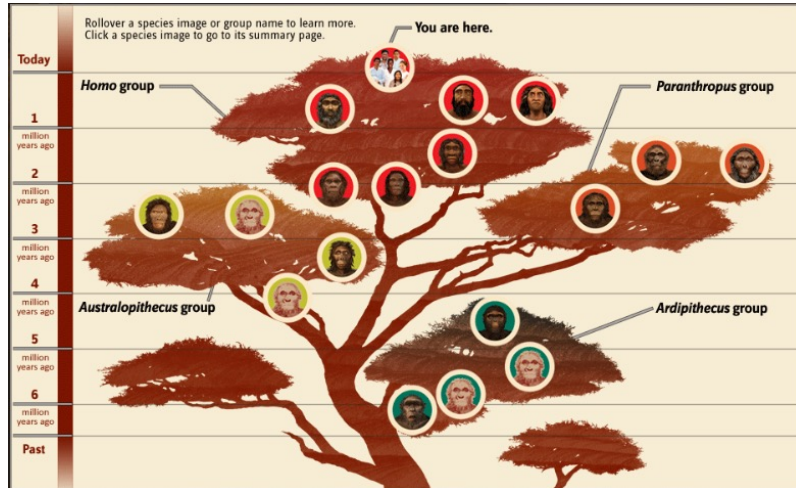 Rollover a species image or group name to learn more.
Click a species image to go to its summary page.
You are here.
Today
Homo group
Paranthropus group
1
million
years ago
2
million
years ago
3
million
years ago
4
million
years ago
Australopithecus group
Ardipithecus group
5
million
years ago
6
million
years ago
Past